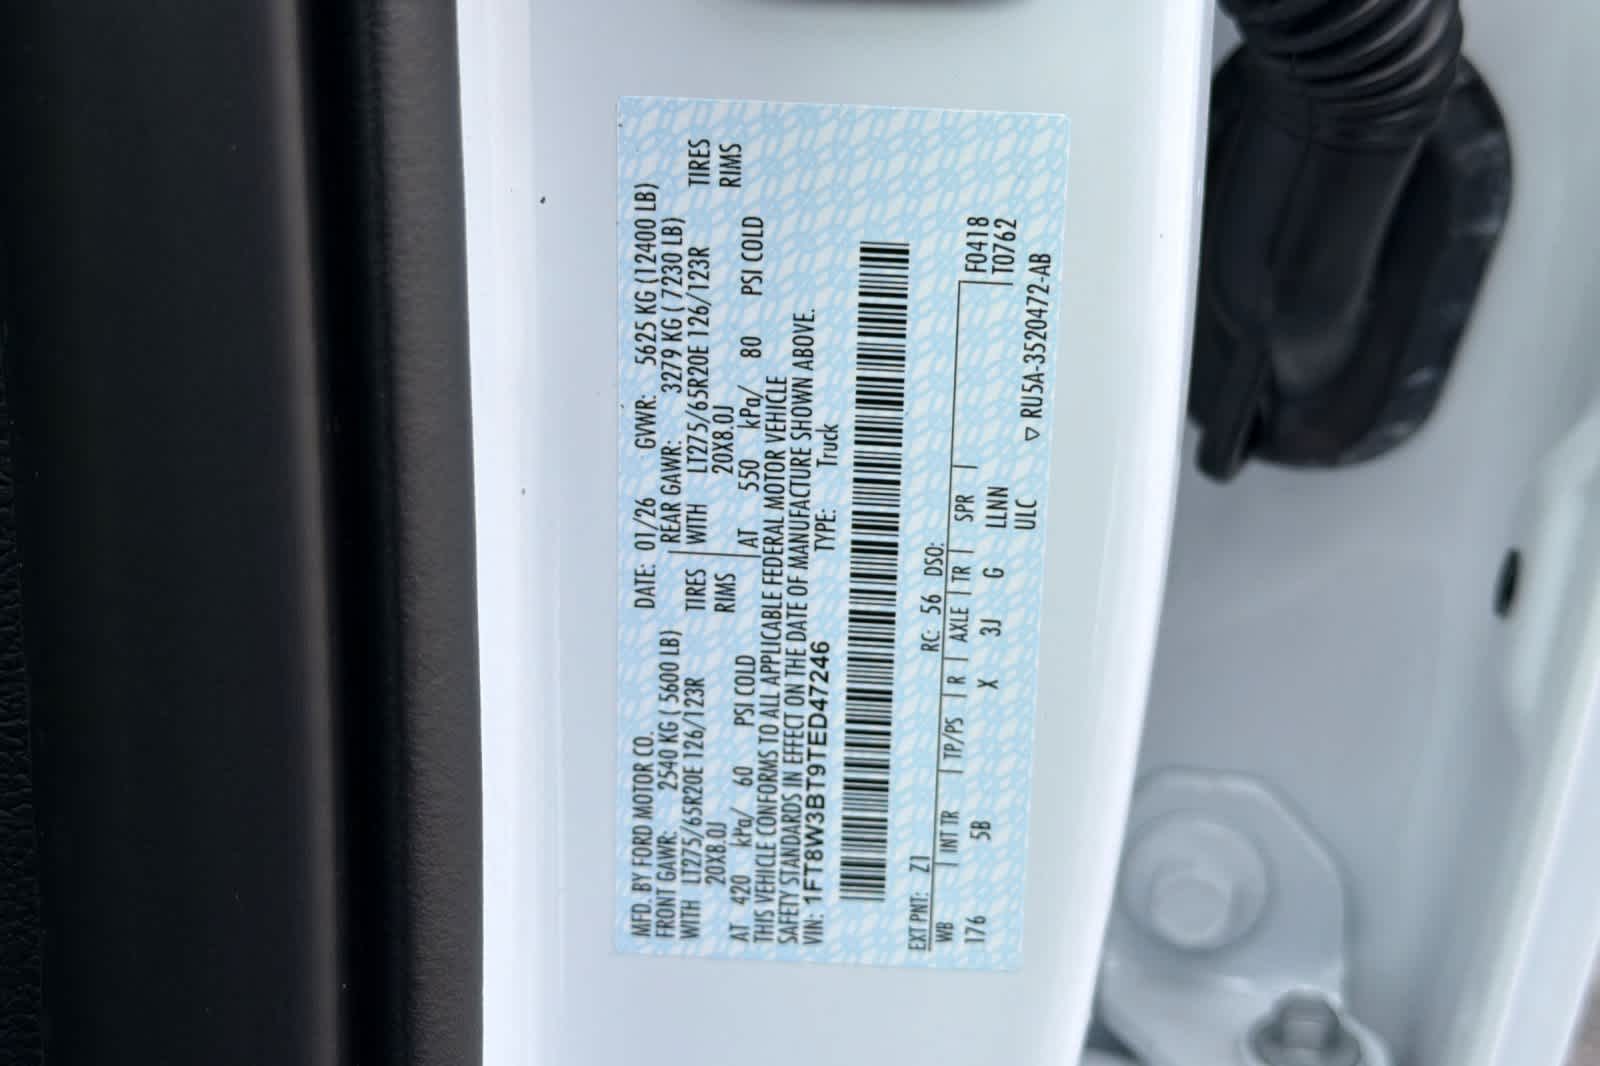 MFD. BY FORD MOTOR CO. DATE: 01/26 GVWR: 5625 KG (12400 LB)
FRONT GAWR: 2540 KG ( 5600 LB) REAR GAWR: 3279 KG ( 7230 LB)
WITH LT275/65R20E 126/123R TIRES WITH LT275/65R20E 126/123R TIRES
20X8.0J RIMS 20X8.0J RIMS
AT 420 kPa/ 60 PSI COLD AT 550 kPa/ 80 PSI COLD
THIS VEHICLE CONFORMS TO ALL APPLICABLE FEDERAL MOTOR VEHICLE
SAFETY STANDARDS IN EFFECT ON THE DATE OF MANUFACTURE SHOWN ABOVE.
VIN: 1FT8W3BT9TED47246 TYPE: Truck
EXT PNT: Z1 RC: 56 DSO:
WB INT TR TP/PS R AXLE TR SPR F0418
176 5B X 3J G LLNN T0762
ULC ▽ RU5A-3520472-AB